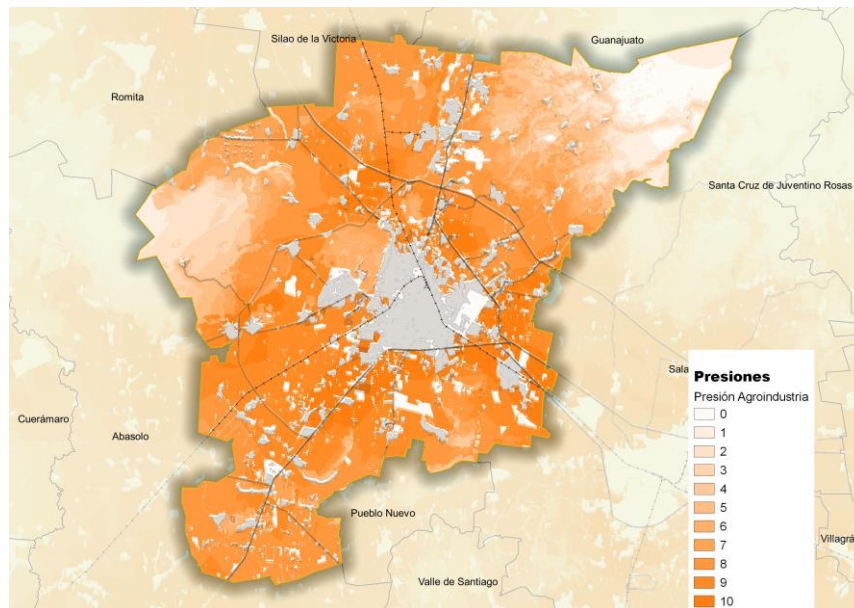 Silao de la Victoria
Guanajuato
Romita
Santa Cruz de Juventino Rosas
Sala
Cuerámaro
Abasolo
Pueblo Nuevo
Valle de Santiago
Villagrá
Presiones
Presión Agroindustria
0
1
2
3
4
5
6
7
8
9
10